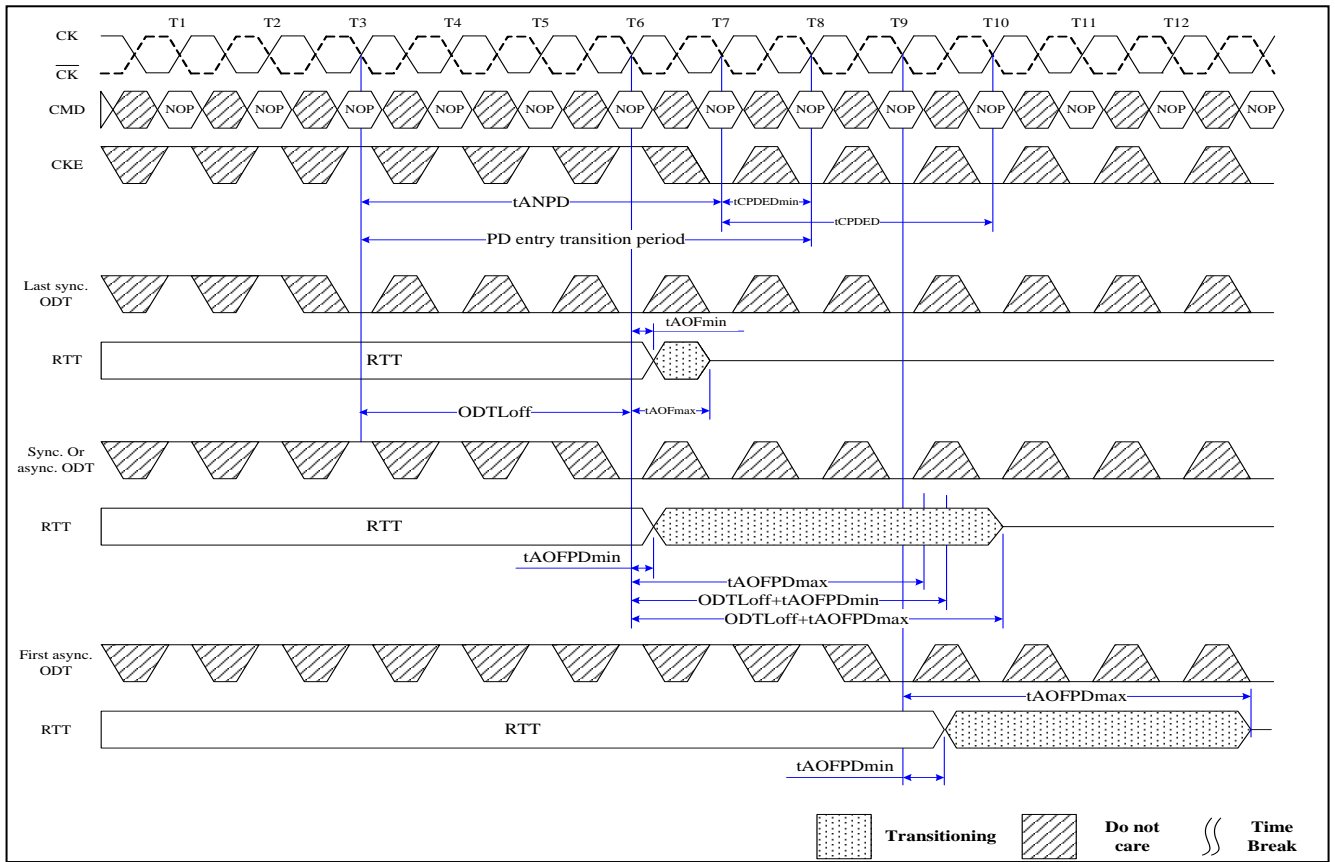 T1 T2 T3 T4 T5 T6 T7 T8 T9 T10 T11 T12
CK
CK
CMD NOP NOP NOP NOP NOP NOP NOP NOP NOP NOP NOP NOP NOP
CKE
tANPD tCPDEDmin
tCPDED
PD entry transition period
Last sync.
ODT
tAOFmin
RTT RTT
ODTLoff tAOFmax
Sync. Or
async. ODT
RTT RTT
tAOFPDmin
tAOFPDmax
ODTLoff+tAOFPDmin
ODTLoff+tAOFPDmax
First async.
ODT
tAOFPDmax
RTT RTT
tAOFPDmin
Transitioning Do not
care Time
Break